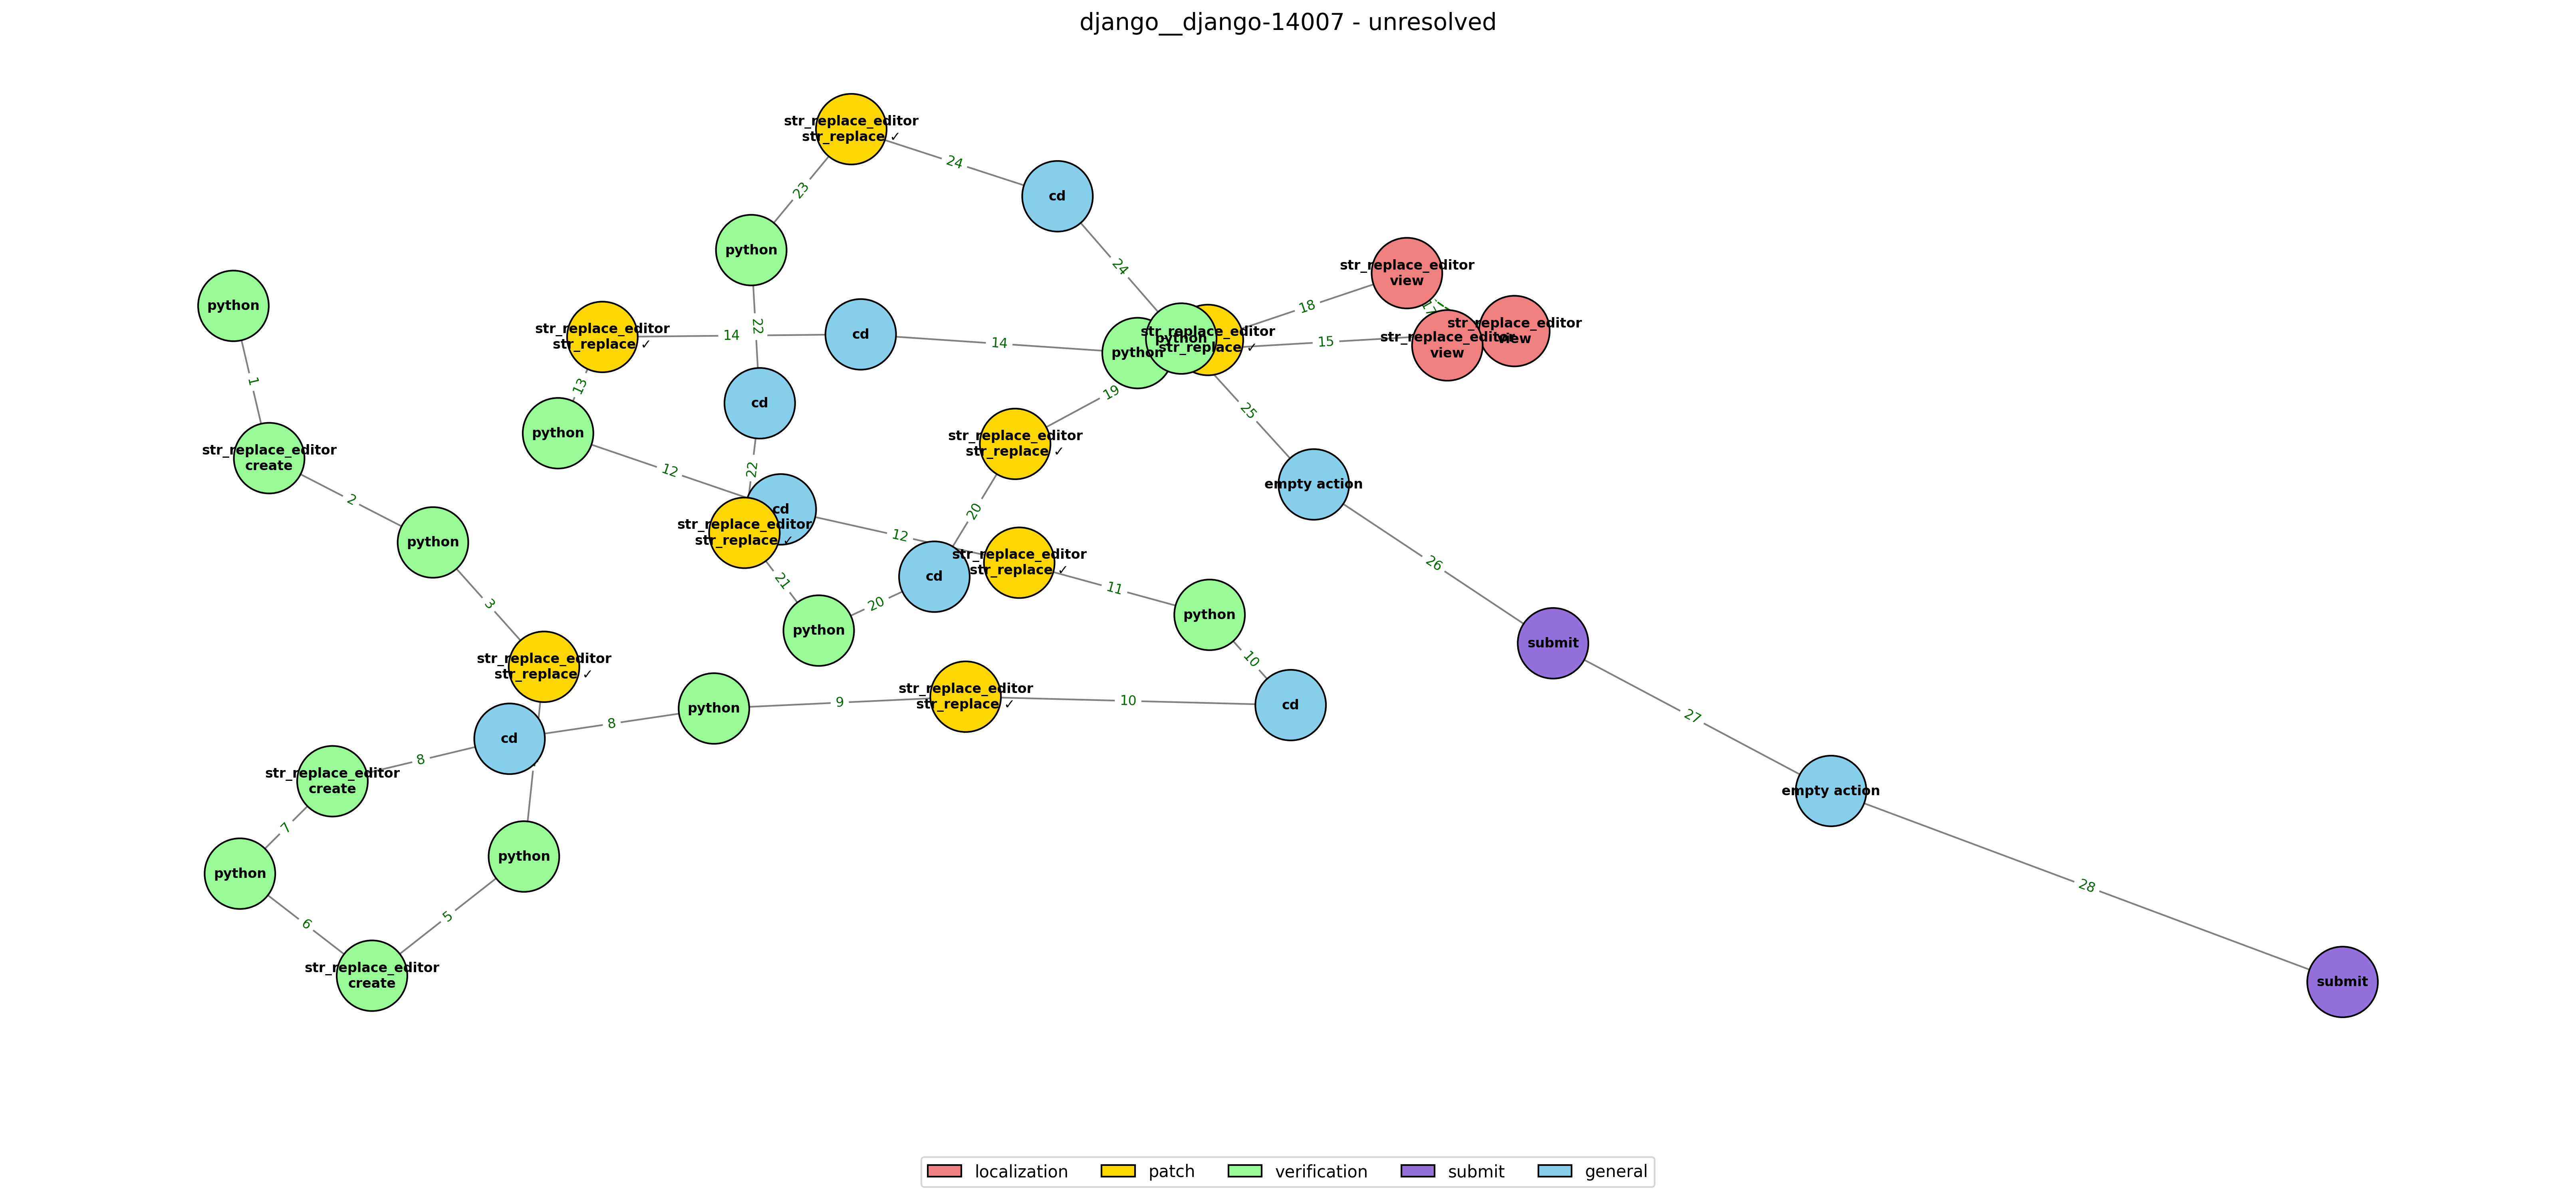 django__django-14007 - unresolved
str_replace_editor
str_replace ✓
24
cd
23
python
24
str_replace_editor
view
18
python
22
str_replace_editor
str_replace ✓
14
cd
14
python
python
str_replace_editor
str_replace ✓
15
str_replace_editor
view
str_replace_editor
view
1
13
cd
19
25
str_replace_editor
create
python
12
22
str_replace_editor
str_replace ✓
empty action
2
cd
str_replace_editor
str_replace ✓
12
20
26
python
21
cd
str_replace_editor
str_replace ✓
11
3
python
20
python
submit
str_replace_editor
str_replace ✓
10
python
9
str_replace_editor
str_replace ✓
10
cd
27
cd
8
8
str_replace_editor
create
empty action
7
python
python
6
5
28
str_replace_editor
create
submit
localization
patch
verification
submit
general